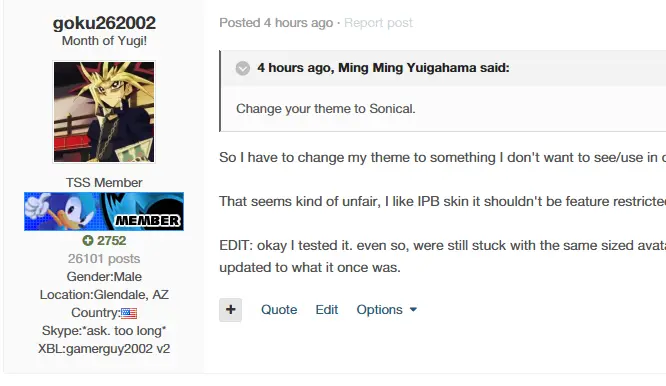 goku262002
Month of Yugi!
TSS Member
MEMBER
2752
26101 posts
Gender:Male
Location:Glendale, AZ
Country:
Skype:*ask. too long*
XBL:gamerguy2002 v2
Posted 4 hours ago · Report post
4 hours ago, Ming Ming Yuigahama said:
Change your theme to Sonical.
So I have to change my theme to something I don't want to see/use in
That seems kind of unfair, I like IPB skin it shouldn't be feature restricted
EDIT: okay I tested it. even so, were still stuck with the same sized
updated to what it once was.
+ Quote Edit Options